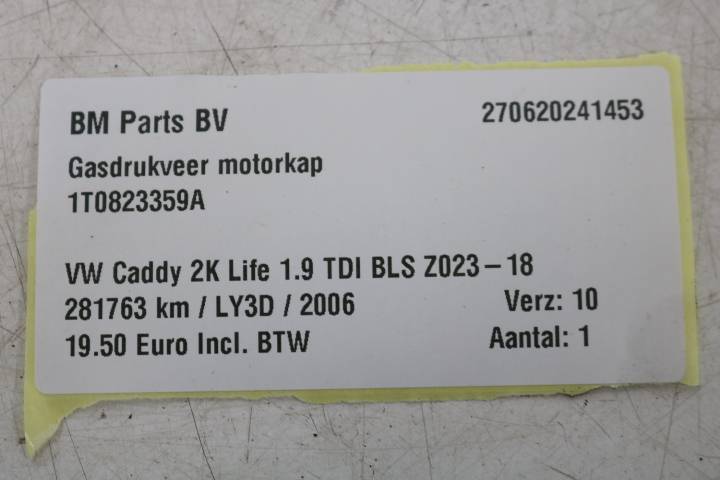 BM Parts BV 270620241453
Gasdrukveer motorkap
1T0823359A
VW Caddy 2K Life 1.9 TDI BLS Z023-18
281763 km / LY3D / 2006 Verz: 10
19.50 Euro Incl. BTW Aantal: 1